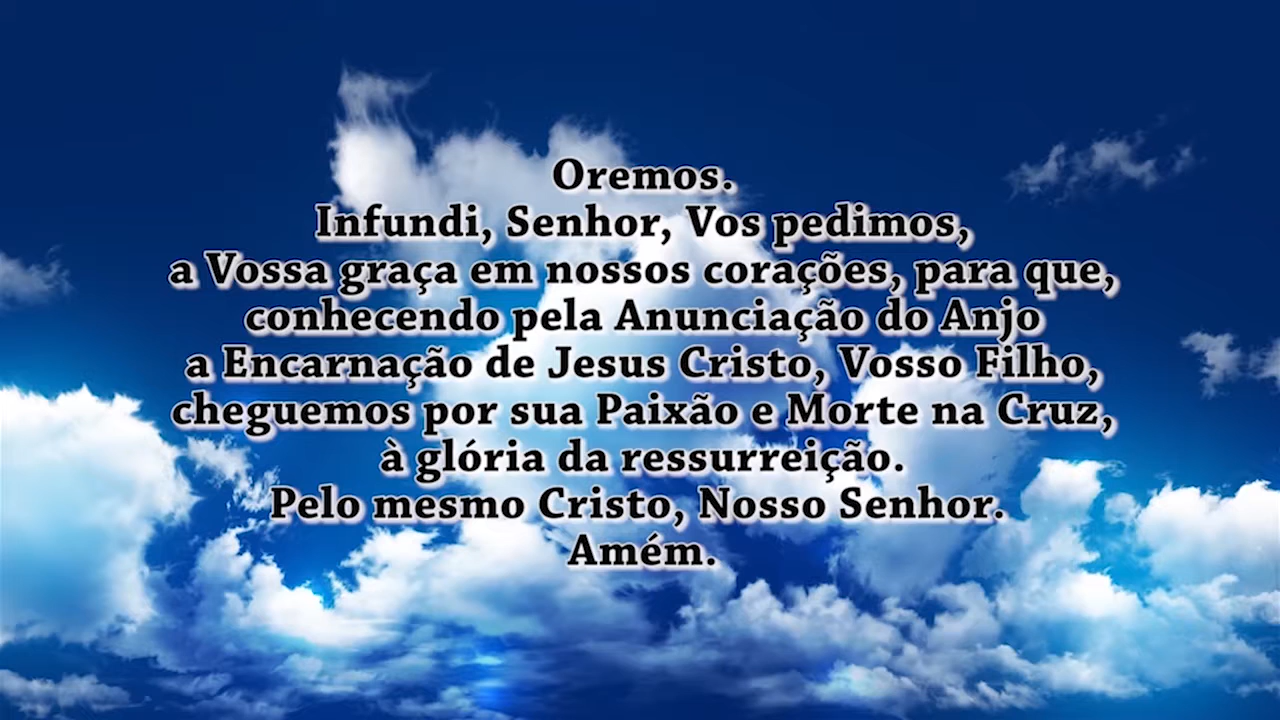 Oremos.
Infundi, Senhor, Vos pedimos,
a Vossa graça em nossos corações, para que,
conhecendo pela Anunciação do Anjo
a Encarnação de Jesus Cristo, Vosso Filho,
cheguemos por sua Paixão e Morte na Cruz,
à glória da ressurreição.
Pelo mesmo Cristo, Nosso Senhor.
Amém.